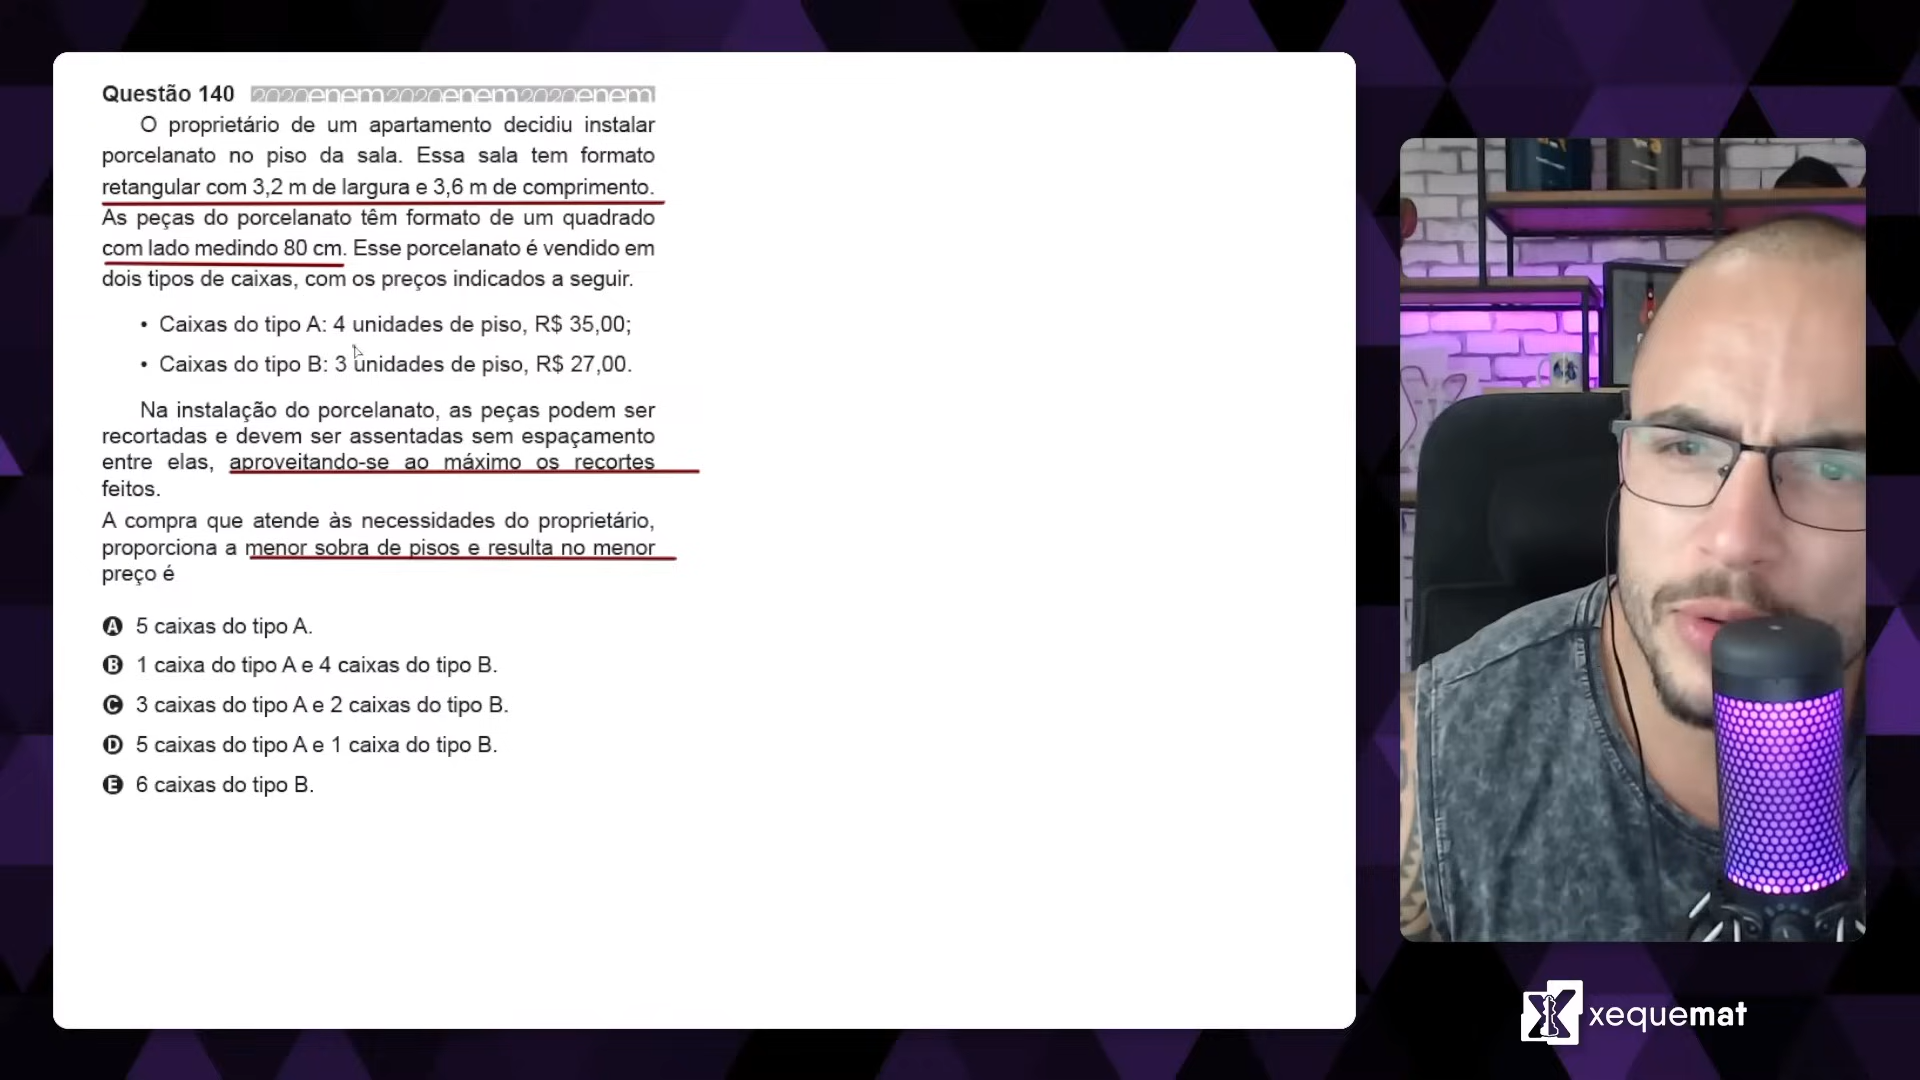 Questão 140 2020enem2020enem2020enem
O proprietário de um apartamento decidiu instalar
porcelanato no piso da sala. Essa sala tem formato
retangular com 3,2 m de largura e 3,6 m de comprimento.
As peças do porcelanato têm formato de um quadrado
com lado medindo 80 cm. Esse porcelanato é vendido em
dois tipos de caixas, com os preços indicados a seguir.
• Caixas do tipo A: 4 unidades de piso, R$ 35,00;
• Caixas do tipo B: 3 unidades de piso, R$ 27,00.
Na instalação do porcelanato, as peças podem ser
recortadas e devem ser assentadas sem espaçamento
entre elas, aproveitando-se ao máximo os recortes
feitos.
A compra que atende às necessidades do proprietário,
proporciona a menor sobra de pisos e resulta no menor
preço é
A 5 caixas do tipo A.
B 1 caixa do tipo A e 4 caixas do tipo B.
C 3 caixas do tipo A e 2 caixas do tipo B.
D 5 caixas do tipo A e 1 caixa do tipo B.
E 6 caixas do tipo B.
xequemat